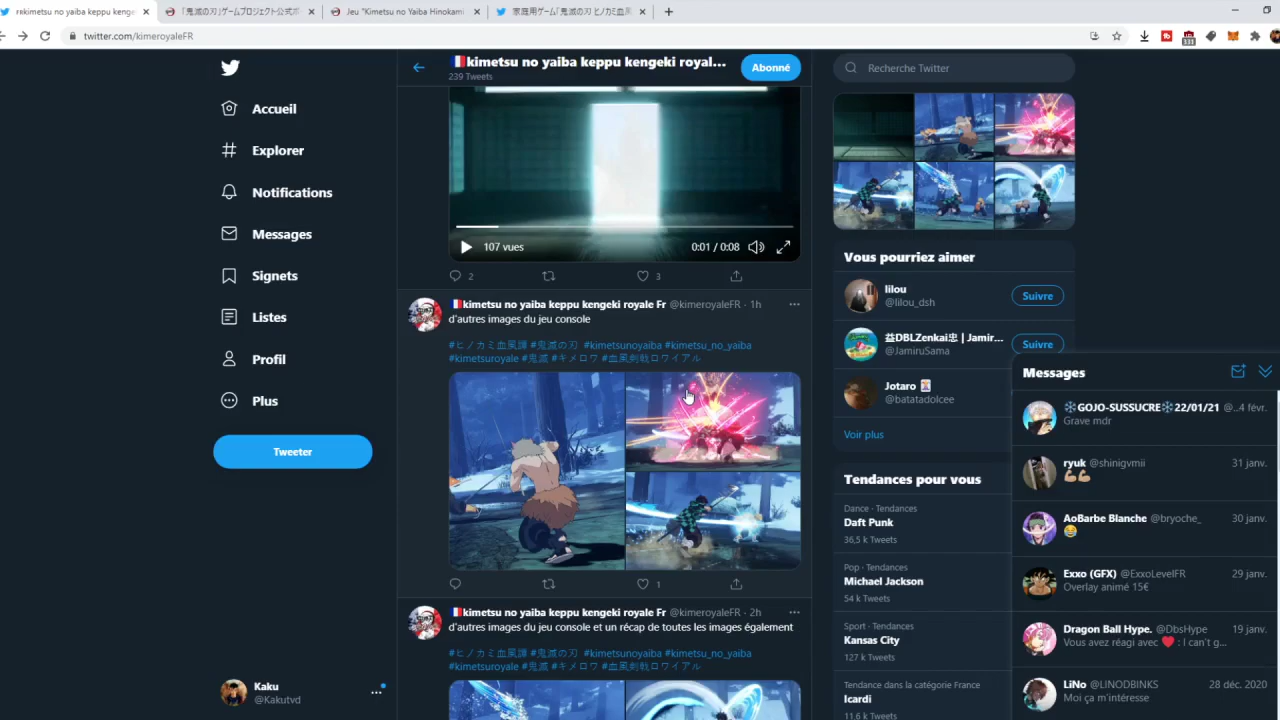 kimetsu no yaiba keppu kenge
「鬼滅の刃」ゲームプロジェクト公式ポ
Jeu "Kimetsu no Yaiba Hinokami
家庭用ゲーム「鬼滅の刃 ヒノカミ血風
twitter.com/kimeroyaleFR
Accueil
Explorer
Notifications
Messages
Signets
Listes
Profil
Plus
Tweeter
Kaku
@Kakutvd
🇫🇷kimetsu no yaiba keppu kengeki royal...
239 Tweets
Abonné
107 vues
0:01 / 0:08
2
3
🇫🇷kimetsu no yaiba keppu kengeki royale Fr @kimeroyaleFR · 1h
d'autres images du jeu console
#ヒノカミ血風譚 #鬼滅の刃 #kimetsunoyaiba #kimetsu_no_yaiba
#kimetsuroyale #鬼滅 #キメロワ #血風剣戟ロワイアル
1
🇫🇷kimetsu no yaiba keppu kengeki royale Fr @kimeroyaleFR · 2h
d'autres images du jeu console et un récap de toutes les images également
#ヒノカミ血風譚 #鬼滅の刃 #kimetsunoyaiba #kimetsu_no_yaiba
#kimetsuroyale #鬼滅 #キメロワ #血風剣戟ロワイアル
Recherche Twitter
Vous pourriez aimer
lilou
@lilou_dsh
Suivre
益DBLZenkai忠 | Jamir...
@JamiruSama
Suivre
Jotaro 🃏
@batatadolcee
Voir plus
Tendances pour vous
Dance · Tendances
Daft Punk
36,5 k Tweets
Pop · Tendances
Michael Jackson
54 k Tweets
Sport · Tendances
Kansas City
127 k Tweets
Tendance dans la catégorie France
Icardi
11,6 k Tweets
Messages
❄️GOJO-SUSSUCRE❄️22/01/21 @...4 févr.
Grave mdr
ryuk @shinigvmii 31 janv.
💪🏼💪🏼
AoBarbe Blanche @bryoche_ 30 janv.
😂
Exxo (GFX) @ExxoLevelFR 29 janv.
Overlay animé 15€
Dragon Ball Hype. @DbsHype 19 janv.
Vous avez réagi avec ❤️ : I can't g...
LiNo @LINODBINKS 28 déc. 2020
Moi ça m'intéresse